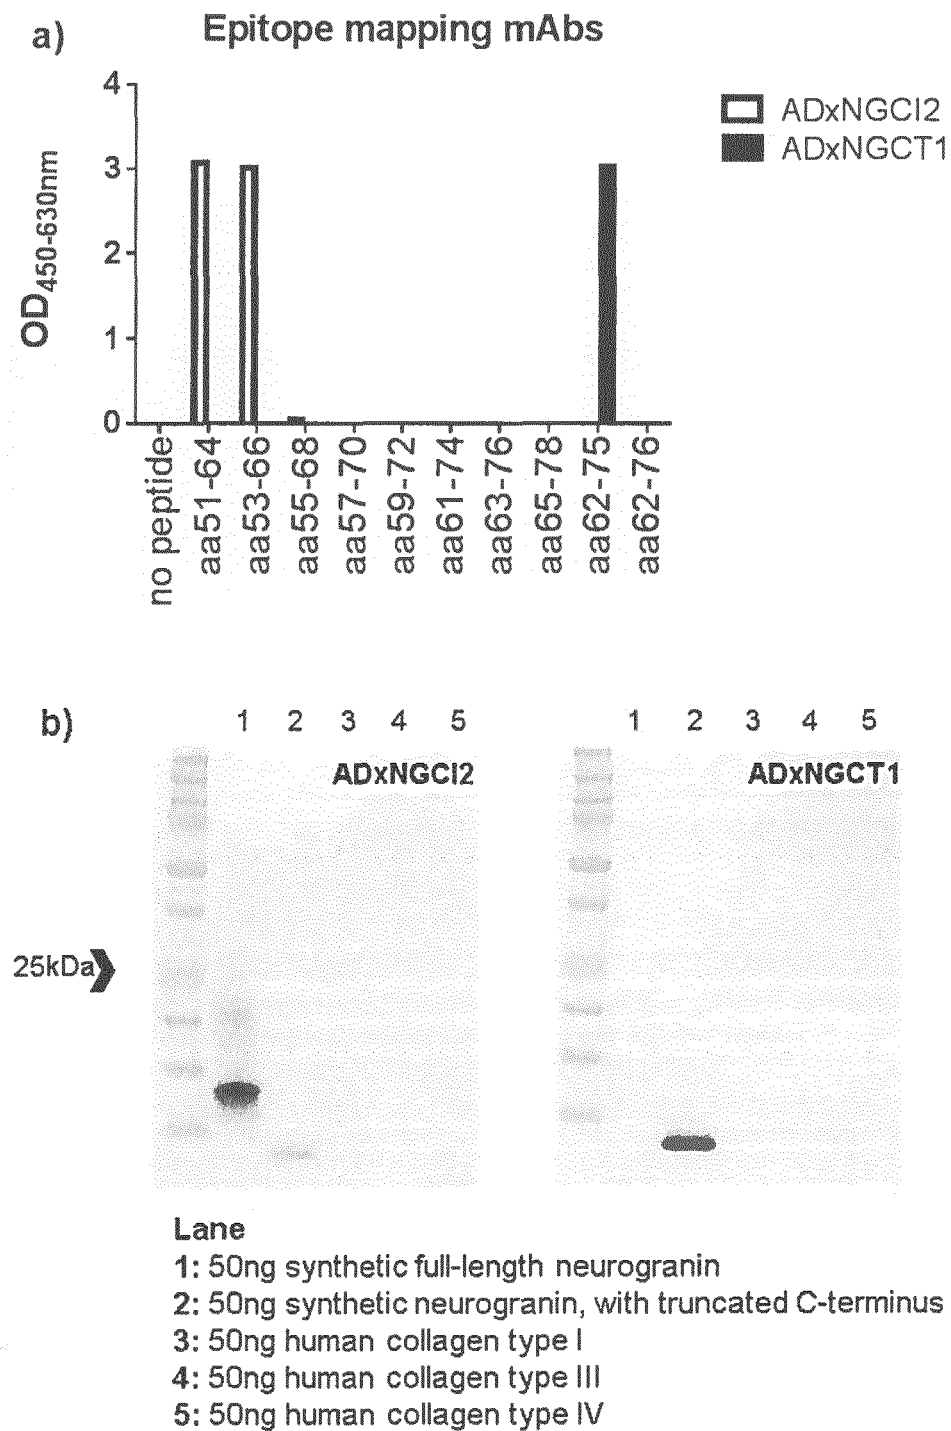 a)
Epitope mapping mAbs
ADxNGCI2
ADxNGCT1
OD450-630nm
4
3
2
1
0
no peptide
aa51-64
aa53-66
aa55-68
aa57-70
aa59-72
aa61-74
aa63-76
aa65-78
aa62-75
aa62-76
b)
1 2 3 4 5
1 2 3 4 5
ADxNGCI2
ADxNGCT1
25kDa
Lane
1: 50ng synthetic full-length neurogranin
2: 50ng synthetic neurogranin, with truncated C-terminus
3: 50ng human collagen type I
4: 50ng human collagen type III
5: 50ng human collagen type IV